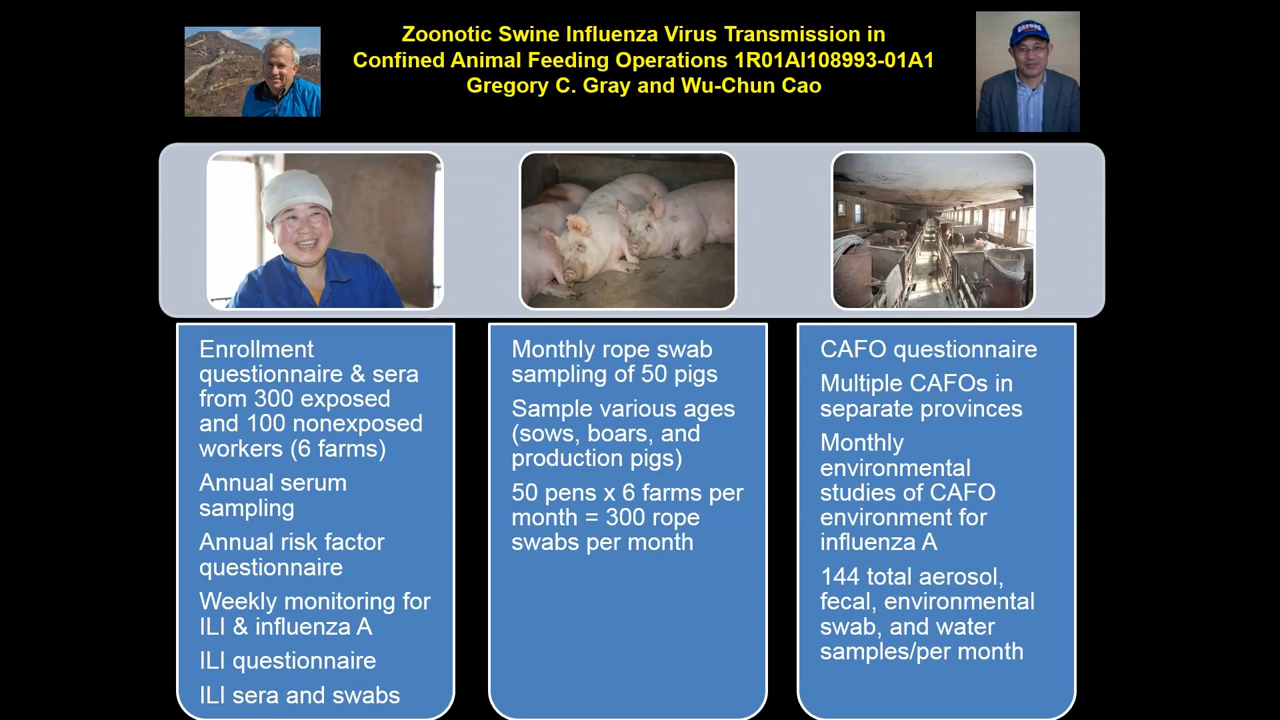 Zoonotic Swine Influenza Virus Transmission in
Confined Animal Feeding Operations 1R01AI108993-01A1
Gregory C. Gray and Wu-Chun Cao
Enrollment
questionnaire & sera
from 300 exposed
and 100 nonexposed
workers (6 farms)
Annual serum
sampling
Annual risk factor
questionnaire
Weekly monitoring for
ILI & influenza A
ILI questionnaire
ILI sera and swabs
Monthly rope swab
sampling of 50 pigs
Sample various ages
(sows, boars, and
production pigs)
50 pens x 6 farms per
month = 300 rope
swabs per month
CAFO questionnaire
Multiple CAFOs in
separate provinces
Monthly
environmental
studies of CAFO
environment for
influenza A
144 total aerosol,
fecal, environmental
swab, and water
samples/per month